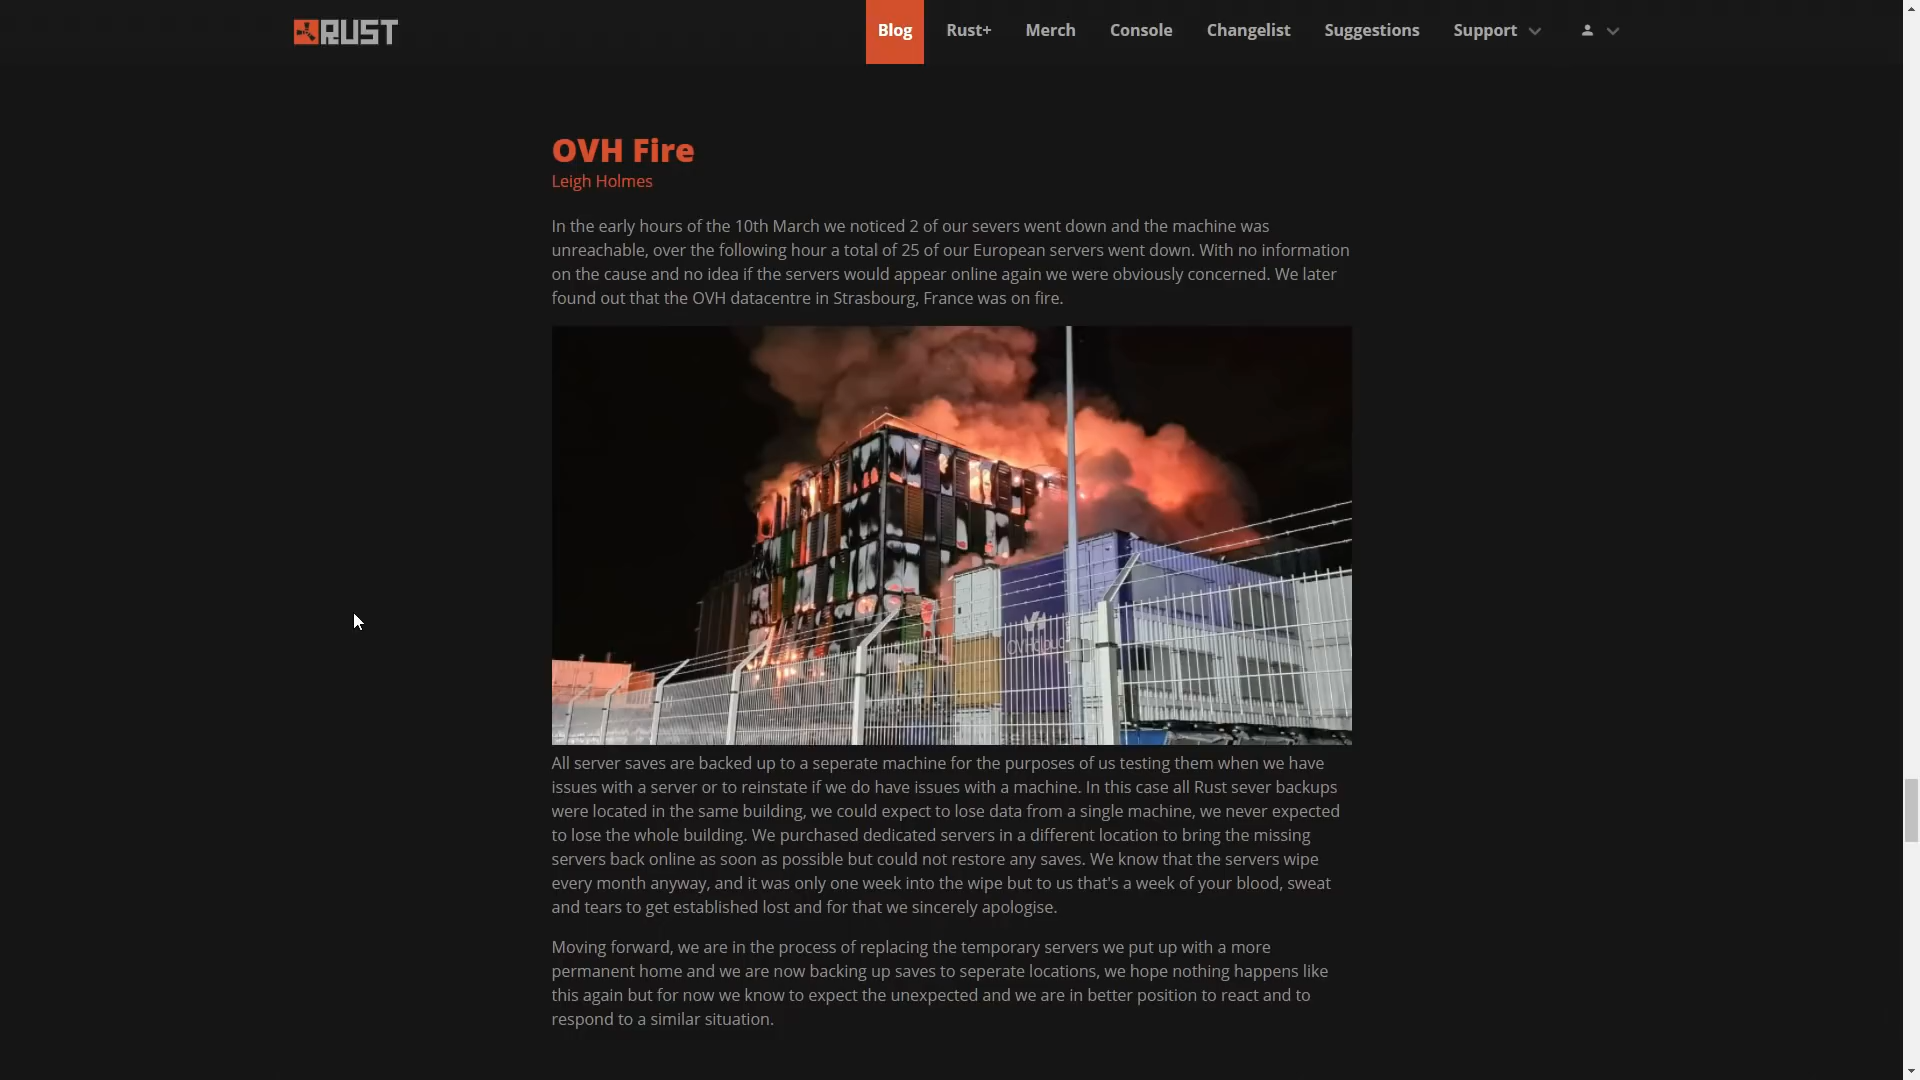 RUST
Blog
Rust+
Merch
Console
Changelist
Suggestions
Support
OVH Fire
Leigh Holmes
In the early hours of the 10th March we noticed 2 of our severs went down and the machine was
unreachable, over the following hour a total of 25 of our European servers went down. With no information
on the cause and no idea if the servers would appear online again we were obviously concerned. We later
found out that the OVH datacentre in Strasbourg, France was on fire.
OVHcloud
All server saves are backed up to a seperate machine for the purposes of us testing them when we have
issues with a server or to reinstate if we do have issues with a machine. In this case all Rust sever backups
were located in the same building, we could expect to lose data from a single machine, we never expected
to lose the whole building. We purchased dedicated servers in a different location to bring the missing
servers back online as soon as possible but could not restore any saves. We know that the servers wipe
every month anyway, and it was only one week into the wipe but to us that's a week of your blood, sweat
and tears to get established lost and for that we sincerely apologise.
Moving forward, we are in the process of replacing the temporary servers we put up with a more
permanent home and we are now backing up saves to seperate locations, we hope nothing happens like
this again but for now we know to expect the unexpected and we are in better position to react and to
respond to a similar situation.